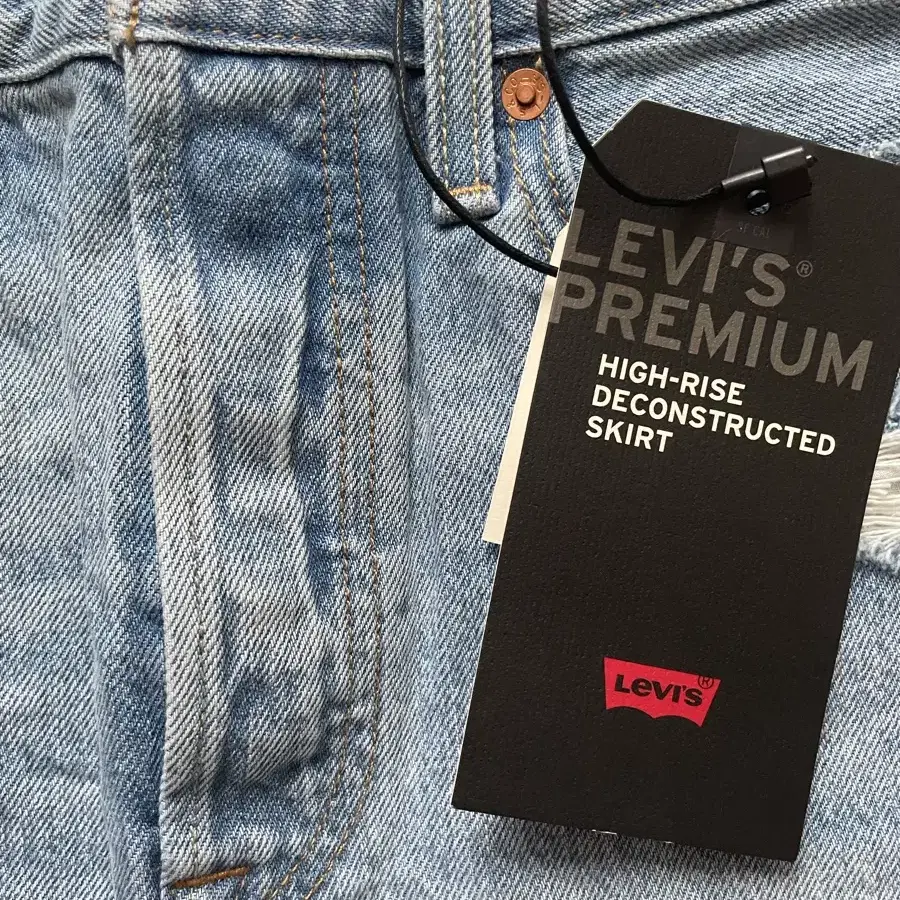 LEVI'S®
PREMIUM
HIGH-RISE
DECONSTRUCTED
SKIRT
Levi's®